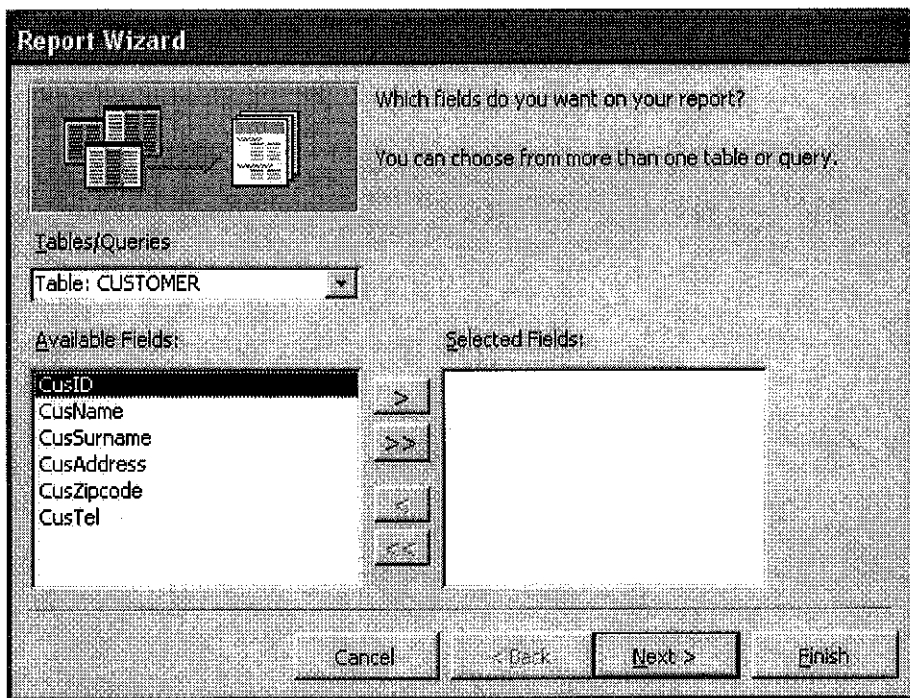 Report Wizard
Which fields do you want on your report?
You can choose from more than one table or query.
Tables/Queries
Table: CUSTOMER
Available Fields:
Selected Fields:
CusID
CusName
CusSurname
CusAddress
CusZipcode
CusTel
>
>>
<
<<
Cancel
< Back
Next >
Finish